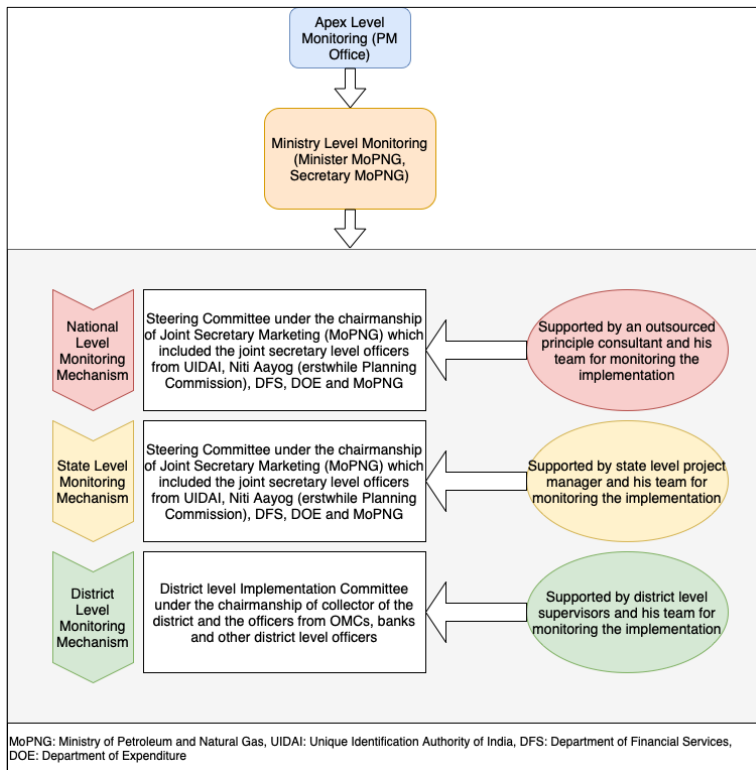 Apex Level
Monitoring (PM
Office)
Ministry Level Monitoring
(Minister MoPNG,
Secretary MoPNG)
National
Level
Monitoring
Mechanism
Steering Committee under the chairmanship
of Joint Secretary Marketing (MoPNG) which
included the joint secretary level officers
from UIDAI, Niti Aayog (erstwhile Planning
Commission), DFS, DOE and MoPNG
Supported by an outsourced
principle consultant and his
team for monitoring the
implementation
State Level
Monitoring
Mechanism
Steering Committee under the chairmanship
of Joint Secretary Marketing (MoPNG) which
included the joint secretary level officers
from UIDAI, Niti Aayog (erstwhile Planning
Commission), DFS, DOE and MoPNG
Supported by state level project
manager and his team for
monitoring the implementation
District
Level
Monitoring
Mechanism
District level Implementation Committee
under the chairmanship of collector of the
district and the officers from OMCs, banks
and other district level officers
Supported by district level
supervisors and his team for
monitoring the implementation
MoPNG: Ministry of Petroleum and Natural Gas, UIDAI: Unique Identification Authority of India, DFS: Department of Financial Services,
DOE: Department of Expenditure